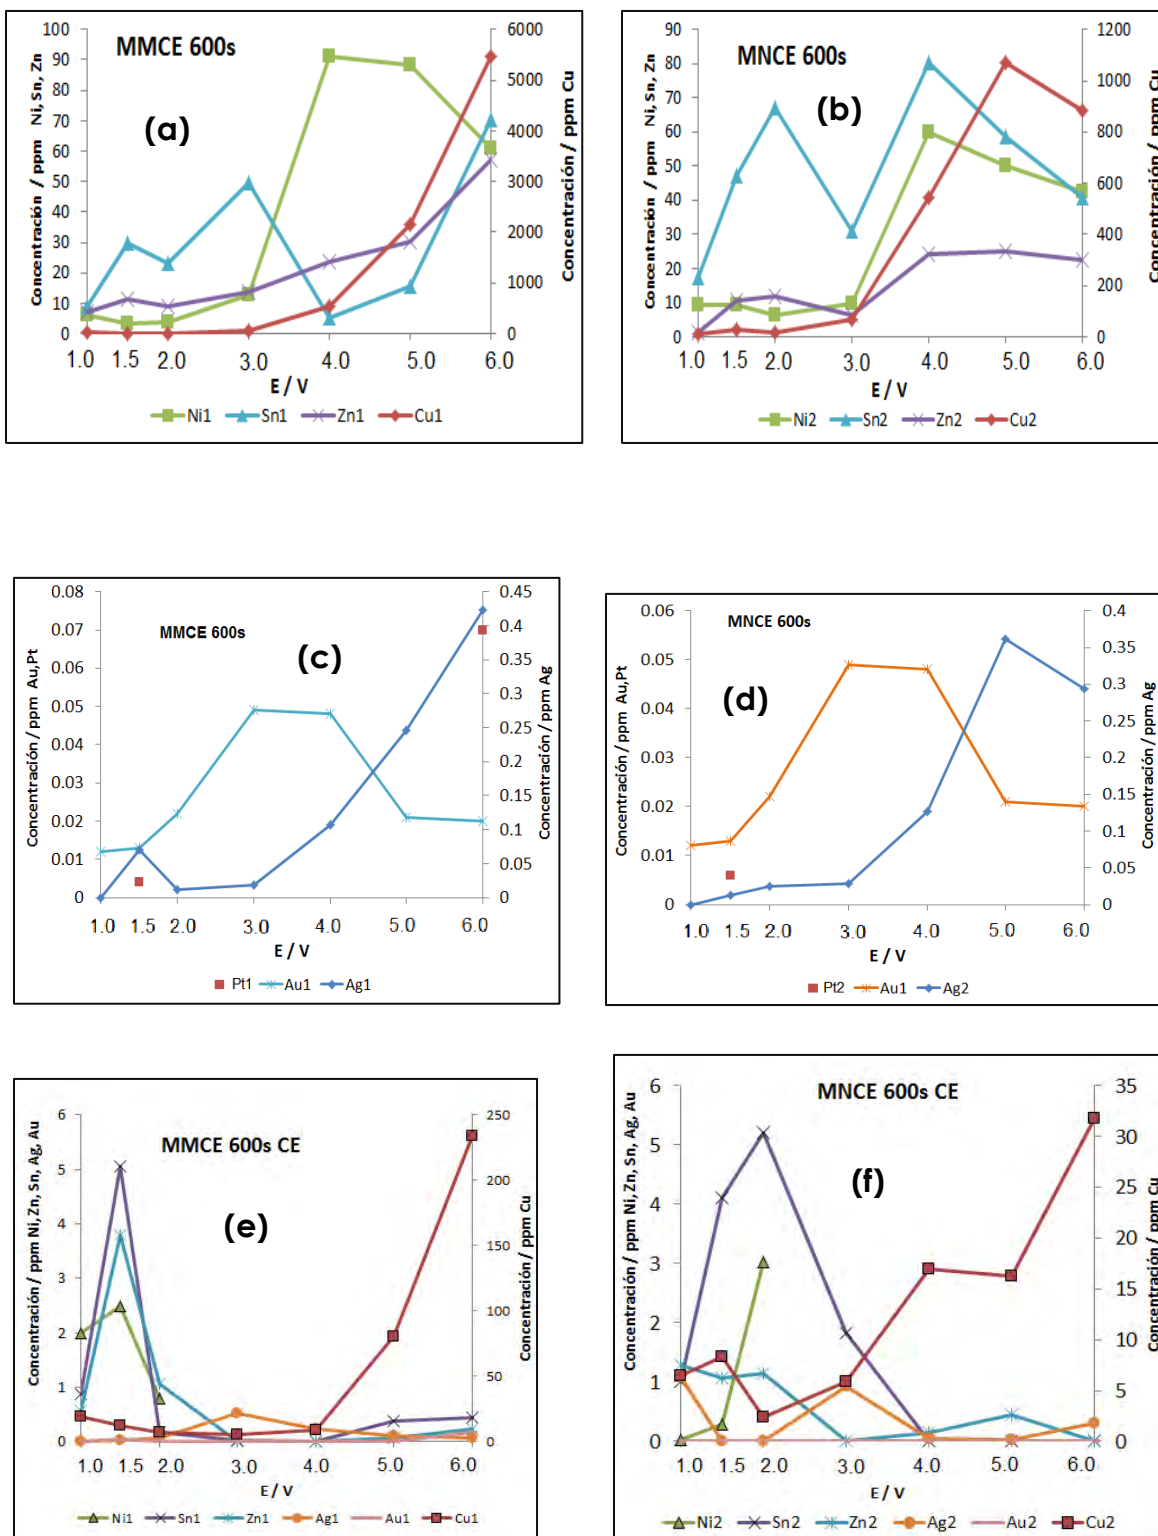 MMCE 600s
(a)
Concentración / ppm Ni, Sn, Zn
100
90
80
70
60
50
40
30
20
10
0
6000
5000
4000
3000
2000
1000
0
Concentración / ppm Cu
1.0 1.5 2.0 3.0 4.0 5.0 6.0
E / V
Ni1 Sn1 Zn1 Cu1
MNCE 600s
(b)
Concentración / ppm Ni, Sn, Zn
90
80
70
60
50
40
30
20
10
0
1200
1000
800
600
400
200
0
Concentración / ppm Cu
1.0 1.5 2.0 3.0 4.0 5.0 6.0
E / V
Ni2 Sn2 Zn2 Cu2
MMCE 600s
(c)
Concentración / ppm Au,Pt
0.08
0.07
0.06
0.05
0.04
0.03
0.02
0.01
0
0.45
0.4
0.35
0.3
0.25
0.2
0.15
0.1
0.05
0
Concentración / ppm Ag
1.0 1.5 2.0 3.0 4.0 5.0 6.0
E / V
Pt1 Au1 Ag1
MNCE 600s
(d)
Concentración / ppm Au,Pt
0.06
0.05
0.04
0.03
0.02
0.01
0
0.4
0.35
0.3
0.25
0.2
0.15
0.1
0.05
0
Concentración / ppm Ag
1.0 1.5 2.0 3.0 4.0 5.0 6.0
E / V
Pt2 Au1 Ag2
MMCE 600s CE
(e)
Concentración / ppm Ni, Zn, Sn, Ag, Au
6
5
4
3
2
1
0
250
200
150
100
50
0
Concentración / ppm Cu
1.0 1.5 2.0 3.0 4.0 5.0 6.0
E / V
Ni1 Sn1 Zn1 Ag1 Au1 Cu1
MNCE 600s CE
(f)
Concentración / ppm Ni, Zn, Sn, Ag, Au
6
5
4
3
2
1
0
35
30
25
20
15
10
5
0
Concentración / ppm Cu
1.0 1.5 2.0 3.0 4.0 5.0 6.0
E / V
Ni2 Sn2 Zn2 Ag2 Au2 Cu2